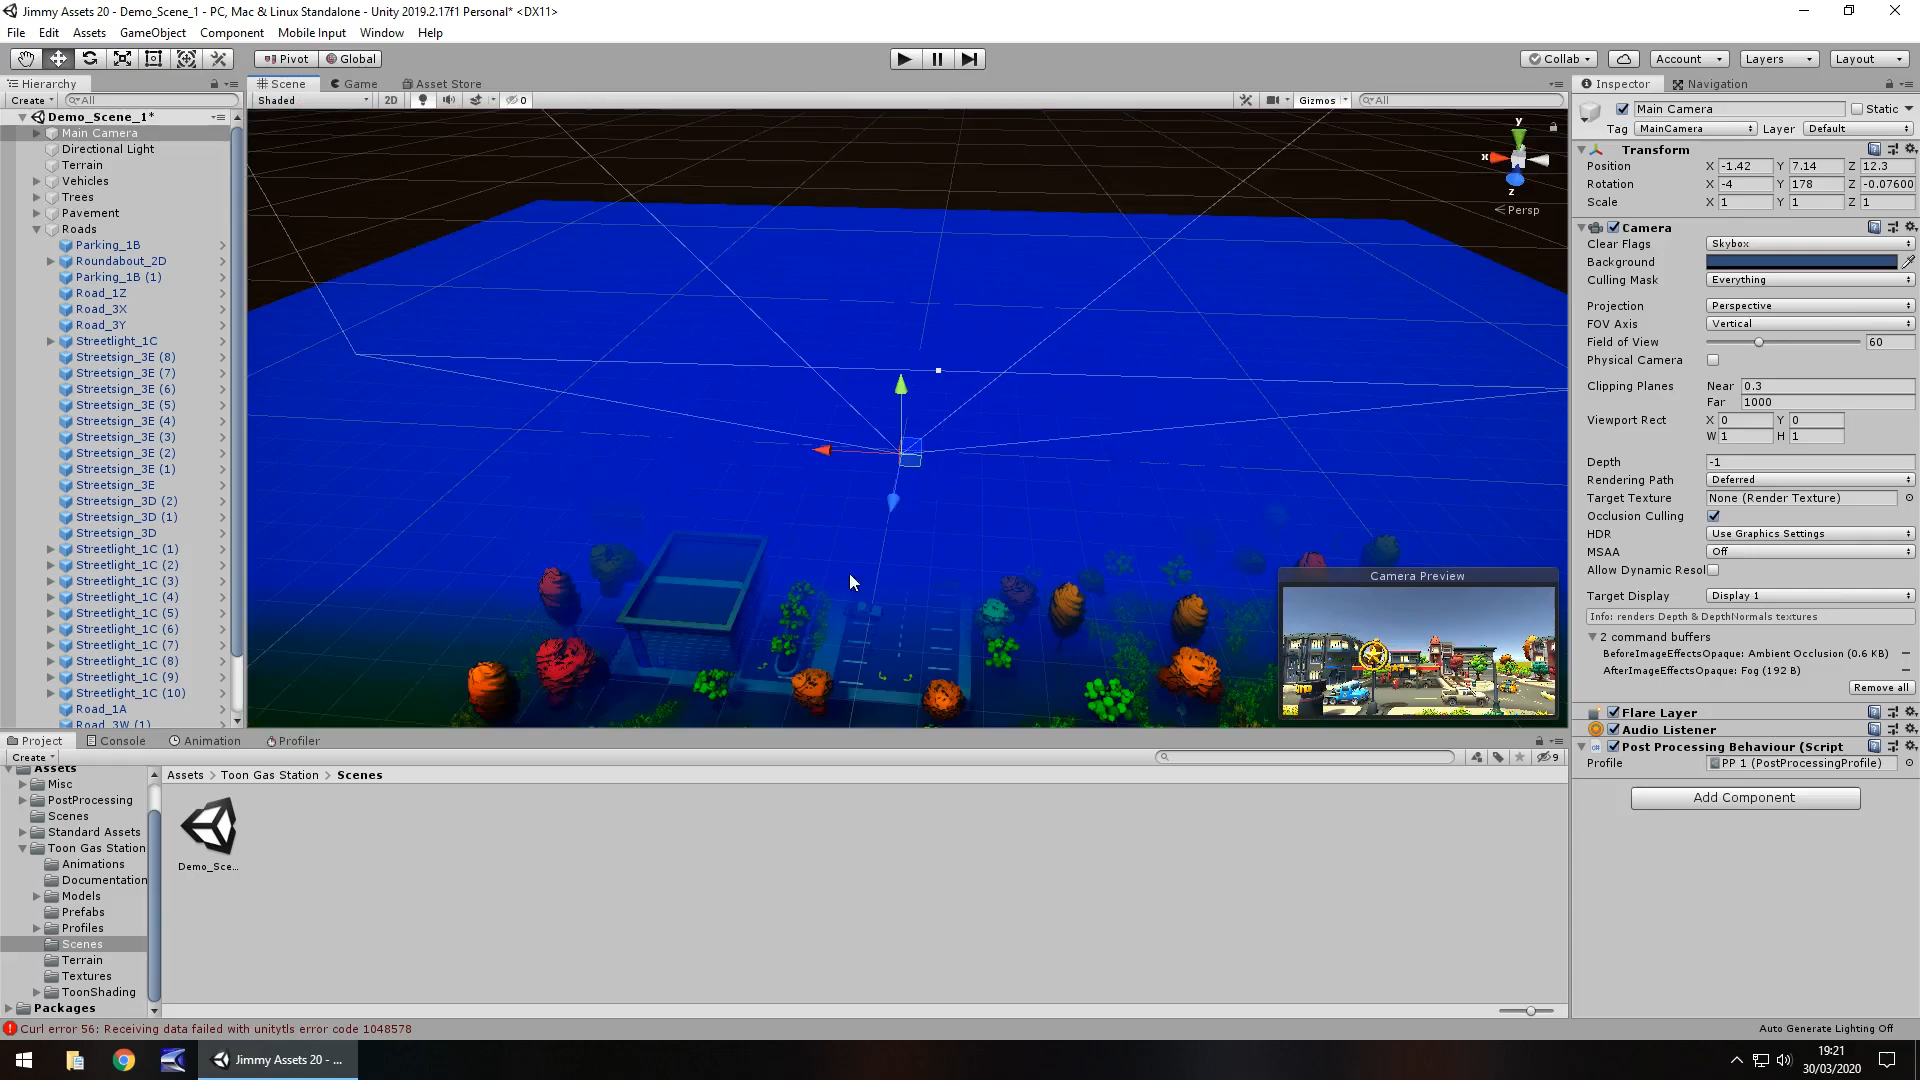 Jimmy Assets 20 - Demo_Scene_1 - PC, Mac & Linux Standalone - Unity 2019.2.17f1 Personal* <DX11>
File Edit Assets GameObject Component Mobile Input Window Help
Pivot Global Collab Account Layers Layout
Hierarchy
Create All
Demo_Scene_1*
Main Camera
Directional Light
Terrain
Vehicles
Trees
Pavement
Roads
Parking_1B
Roundabout_2D
Parking_1B (1)
Road_1Z
Road_3X
Road_3Y
Streetlight_1C
Streetsign_3E (8)
Streetsign_3E (7)
Streetsign_3E (6)
Streetsign_3E (5)
Streetsign_3E (4)
Streetsign_3E (3)
Streetsign_3E (2)
Streetsign_3E (1)
Streetsign_3E
Streetsign_3D (2)
Streetsign_3D (1)
Streetsign_3D
Streetlight_1C (1)
Streetlight_1C (2)
Streetlight_1C (3)
Streetlight_1C (4)
Streetlight_1C (5)
Streetlight_1C (6)
Streetlight_1C (7)
Streetlight_1C (8)
Streetlight_1C (9)
Streetlight_1C (10)
Road_1A
Road_3W (1)
Scene Game Asset Store
Shaded 2D 0 Gizmos All
y
x
z
Persp
Camera Preview
Inspector Navigation
Main Camera Static
Tag MainCamera Layer Default
Transform
Position X -1.42 Y 7.14 Z 12.3
Rotation X -4 Y 178 Z -0.07600
Scale X 1 Y 1 Z 1
Camera
Clear Flags Skybox
Background
Culling Mask Everything
Projection Perspective
FOV Axis Vertical
Field of View 60
Physical Camera
Clipping Planes Near 0.3
Far 1000
Viewport Rect X 0 Y 0
W 1 H 1
Depth -1
Rendering Path Deferred
Target Texture None (Render Texture)
Occlusion Culling
HDR Use Graphics Settings
MSAA Off
Allow Dynamic Resol
Target Display Display 1
Info: renders Depth & DepthNormals textures
2 command buffers
BeforeImageEffectsOpaque: Ambient Occlusion (0.6 KB)
AfterImageEffectsOpaque: Fog (192 B)
Remove all
Flare Layer
Audio Listener
Post Processing Behaviour (Script
Profile PP 1 (PostProcessingProfile)
Add Component
Project Console Animation Profiler
Create 9
Assets
Misc
PostProcessing
Scenes
Standard Assets
Toon Gas Station
Animations
Documentation
Models
Prefabs
Profiles
Scenes
Terrain
Textures
ToonShading
Packages
Assets > Toon Gas Station > Scenes
Demo_Sce...
Curl error 56: Receiving data failed with unitytls error code 1048578
Auto Generate Lighting Off
Jimmy Assets 20 - ...
19:21
30/03/2020